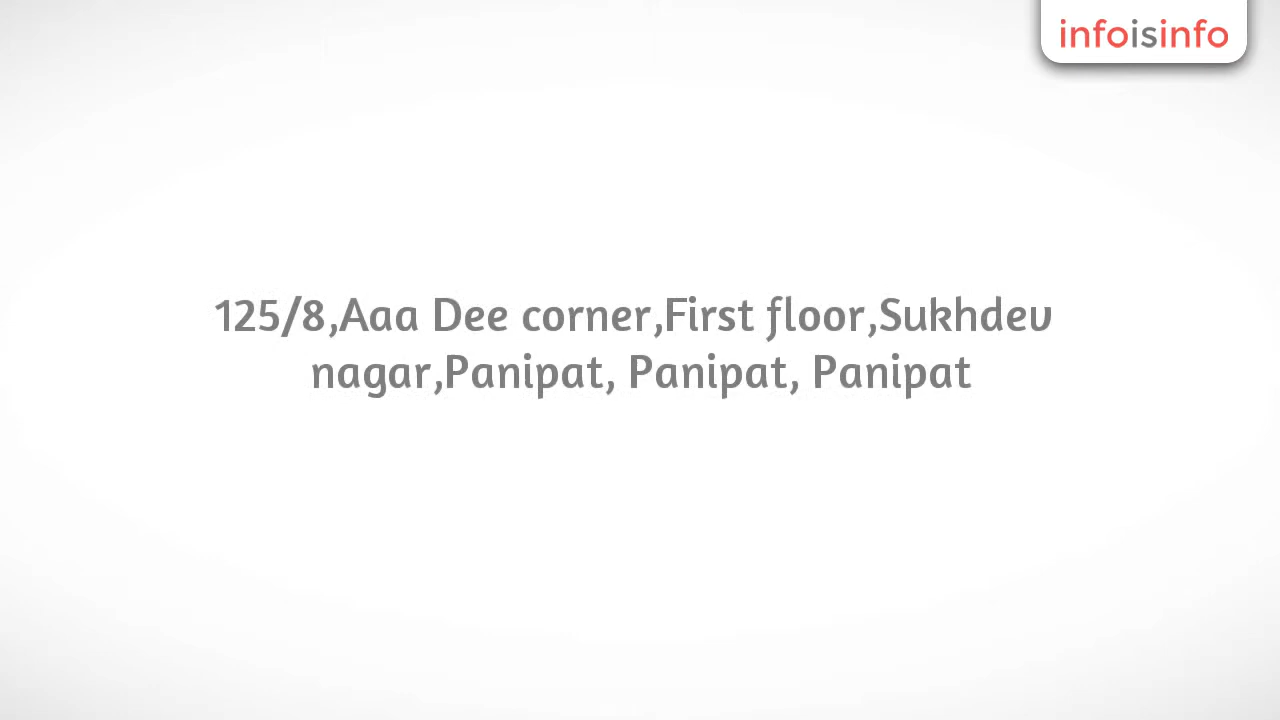 infoisinfo
125/8,Aaa Dee corner,First floor,Sukhdev
nagar,Panipat, Panipat, Panipat